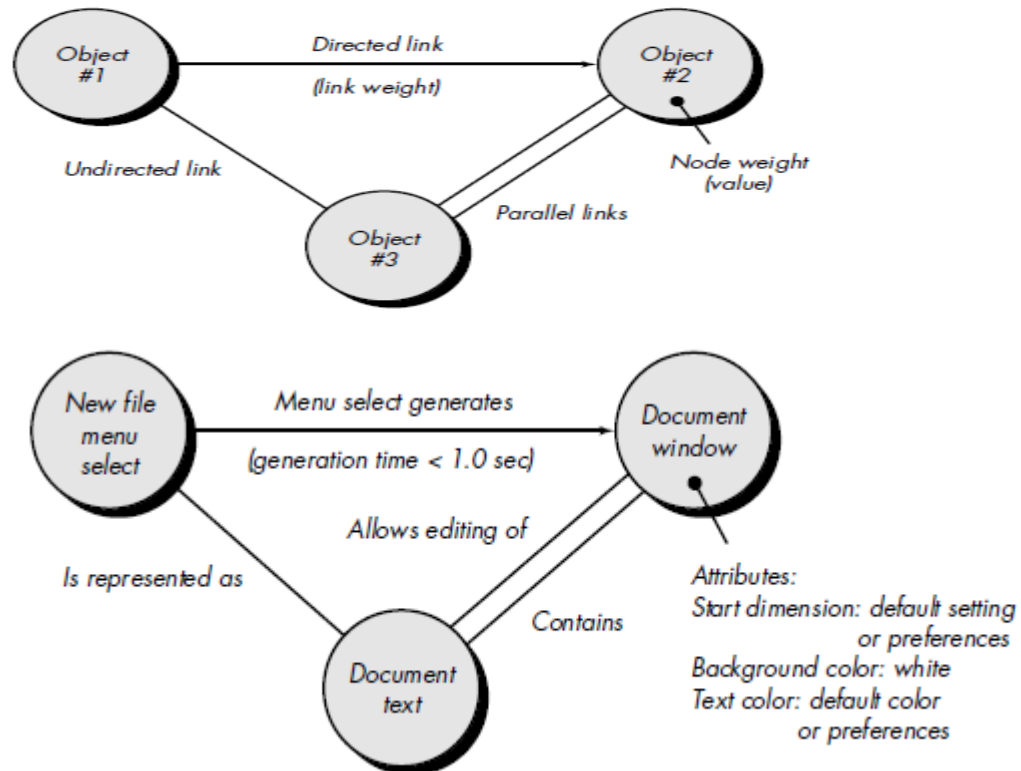 Object
#1
Directed link
(link weight)
Object
#2
Undirected link
Node weight
(value)
Parallel links
Object
#3
New file
menu
select
Menu select generates
(generation time < 1.0 sec)
Document
window
Allows editing of
Is represented as
Contains
Attributes:
Start dimension: default setting
or preferences
Background color: white
Text color: default color
or preferences
Document
text